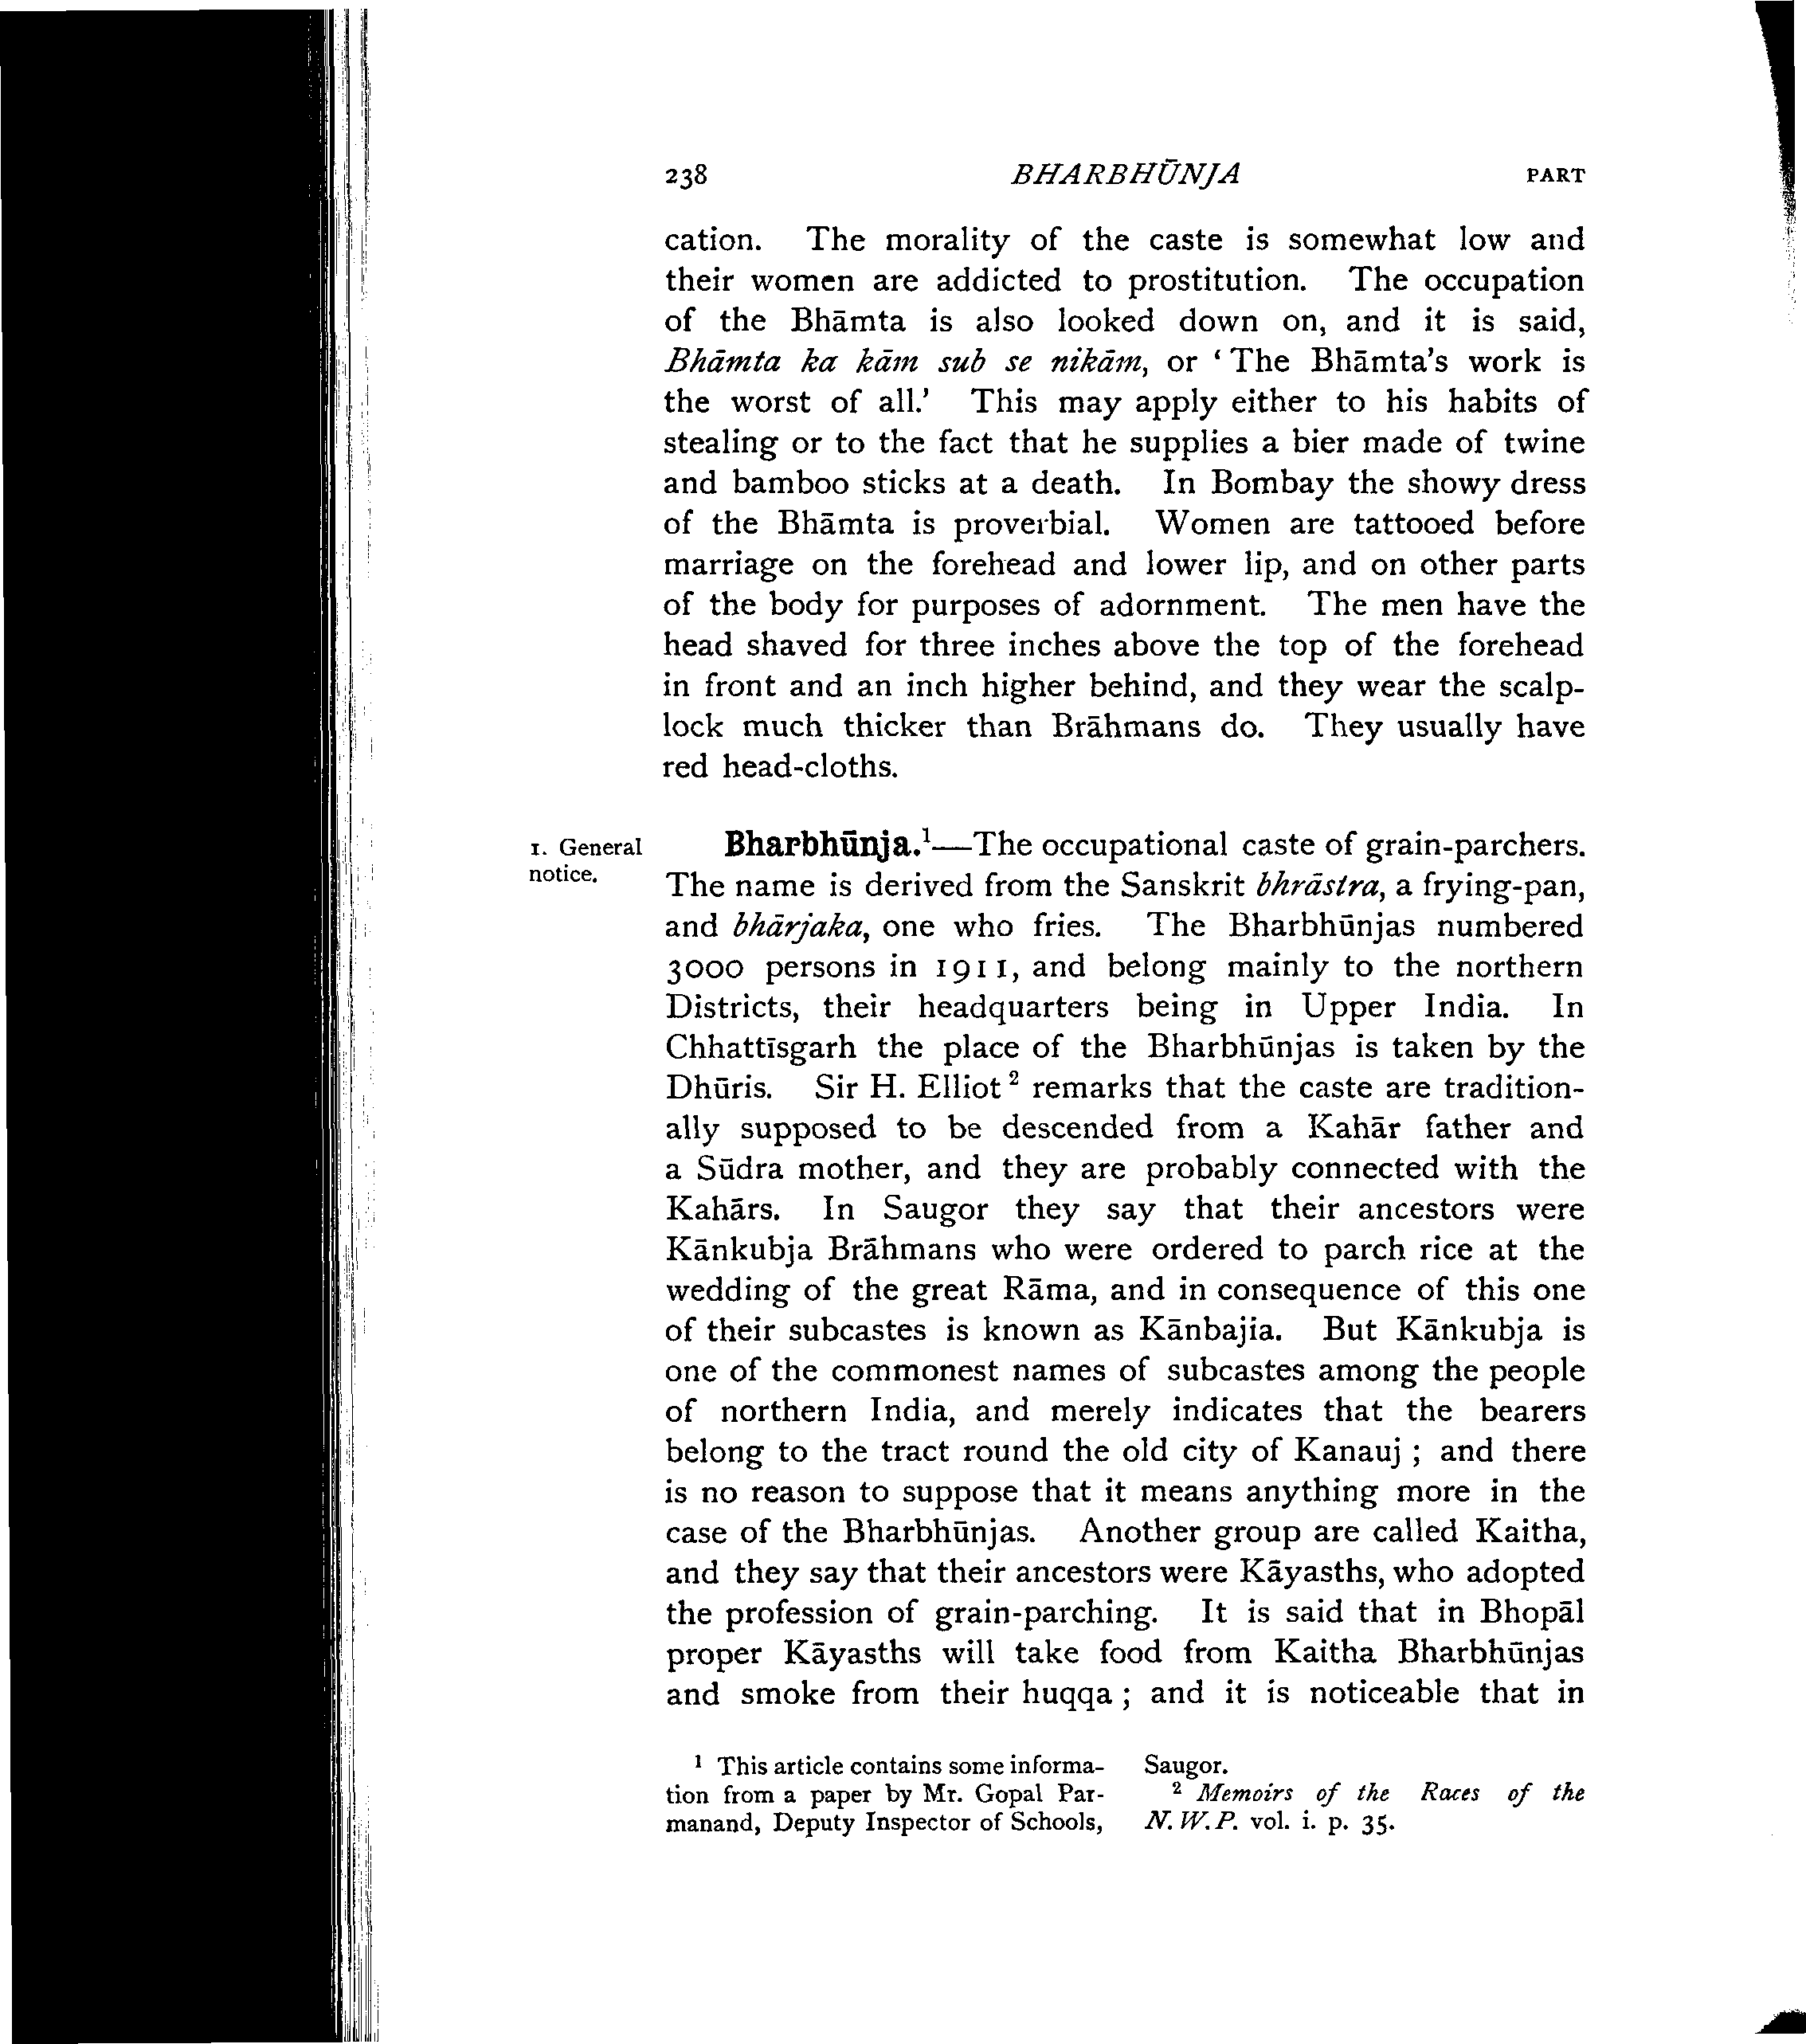 238 BHARBHŪNJA PART
cation. The morality of the caste is somewhat low and
their women are addicted to prostitution. The occupation
of the Bhāmta is also looked down on, and it is said,
Bhāmta ka kām sub se nikām, or ‘The Bhāmta’s work is
the worst of all.’ This may apply either to his habits of
stealing or to the fact that he supplies a bier made of twine
and bamboo sticks at a death. In Bombay the showy dress
of the Bhāmta is proverbial. Women are tattooed before
marriage on the forehead and lower lip, and on other parts
of the body for purposes of adornment. The men have the
head shaved for three inches above the top of the forehead
in front and an inch higher behind, and they wear the scalp-
lock much thicker than Brāhmans do. They usually have
red head-cloths.
1. General
notice.
Bharbhūnja.¹—The occupational caste of grain-parchers.
The name is derived from the Sanskrit bhrāstra, a frying-pan,
and bhārjaka, one who fries. The Bharbhūnjas numbered
3000 persons in 1911, and belong mainly to the northern
Districts, their headquarters being in Upper India. In
Chhattīsgarh the place of the Bharbhūnjas is taken by the
Dhūris. Sir H. Elliot ² remarks that the caste are tradition-
ally supposed to be descended from a Kahār father and
a Sūdra mother, and they are probably connected with the
Kahārs. In Saugor they say that their ancestors were
Kānkubja Brāhmans who were ordered to parch rice at the
wedding of the great Rāma, and in consequence of this one
of their subcastes is known as Kānbajia. But Kānkubja is
one of the commonest names of subcastes among the people
of northern India, and merely indicates that the bearers
belong to the tract round the old city of Kanauj ; and there
is no reason to suppose that it means anything more in the
case of the Bharbhūnjas. Another group are called Kaitha,
and they say that their ancestors were Kāyasths, who adopted
the profession of grain-parching. It is said that in Bhopāl
proper Kāyasths will take food from Kaitha Bharbhūnjas
and smoke from their huqqa ; and it is noticeable that in
¹ This article contains some informa-
tion from a paper by Mr. Gopal Par-
manand, Deputy Inspector of Schools,
Saugor.
² Memoirs of the Races of the
N.W.P. vol. i. p. 35.